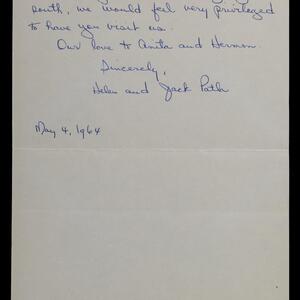 south, we would feel very privileged
to have you visit us.
Our love to Anita and Herman.
Sincerely,
Helen and Jack Path
May 4, 1964